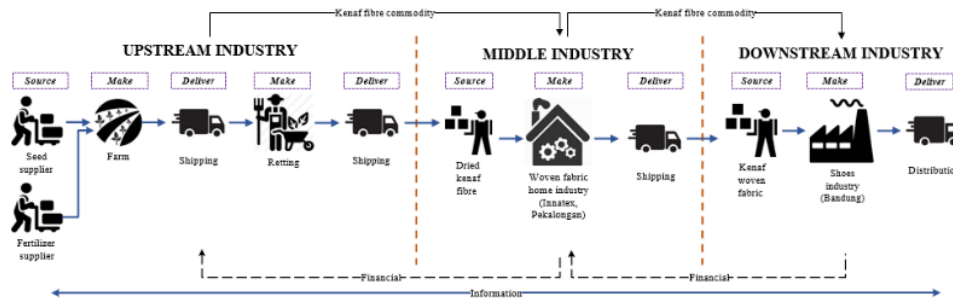 Kenaf fibre commodity
Kenaf fibre commodity
UPSTREAM INDUSTRY
MIDDLE INDUSTRY
DOWNSTREAM INDUSTRY
Source
Make
Deliver
Make
Deliver
Source
Make
Deliver
Source
Make
Deliver
Seed
supplier
Farm
Shipping
Retting
Shipping
Dried
kenaf
fibre
Woven fabric
home industry
(Innatex,
Pekalongan)
Shipping
Kenaf
woven
fabric
Shoes
industry
(Bandung)
Distributio
Fertilizer
supplier
Financial
Financial
Information